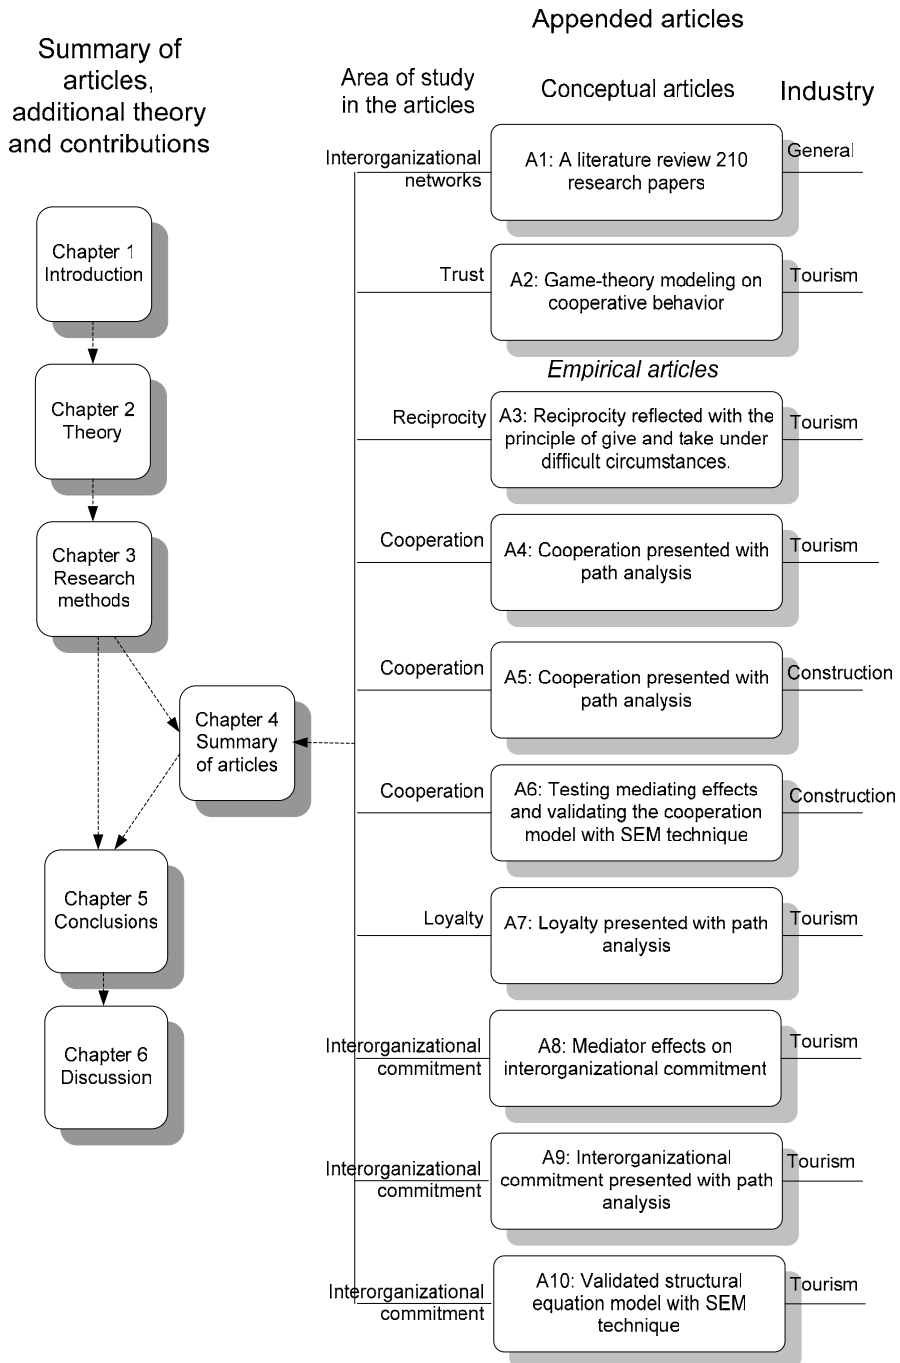 Summary of
articles,
additional theory
and contributions
Chapter 1
Introduction
Chapter 2
Theory
Chapter 3
Research
methods
Chapter 4
Summary
of articles
Chapter 5
Conclusions
Chapter 6
Discussion
Appended articles
Area of study
in the articles
Conceptual articles
Industry
Interorganizational
networks
A1: A literature review 210
research papers
General
Trust
A2: Game-theory modeling on
cooperative behavior
Tourism
Empirical articles
Reciprocity
A3: Reciprocity reflected with the
principle of give and take under
difficult circumstances.
Tourism
Cooperation
A4: Cooperation presented with
path analysis
Tourism
Cooperation
A5: Cooperation presented with
path analysis
Construction
Cooperation
A6: Testing mediating effects
and validating the cooperation
model with SEM technique
Construction
Loyalty
A7: Loyalty presented with path
analysis
Tourism
Interorganizational
commitment
A8: Mediator effects on
interorganizational commitment
Tourism
Interorganizational
commitment
A9: Interorganizational
commitment presented with path
analysis
Tourism
Interorganizational
commitment
A10: Validated structural
equation model with SEM
technique
Tourism